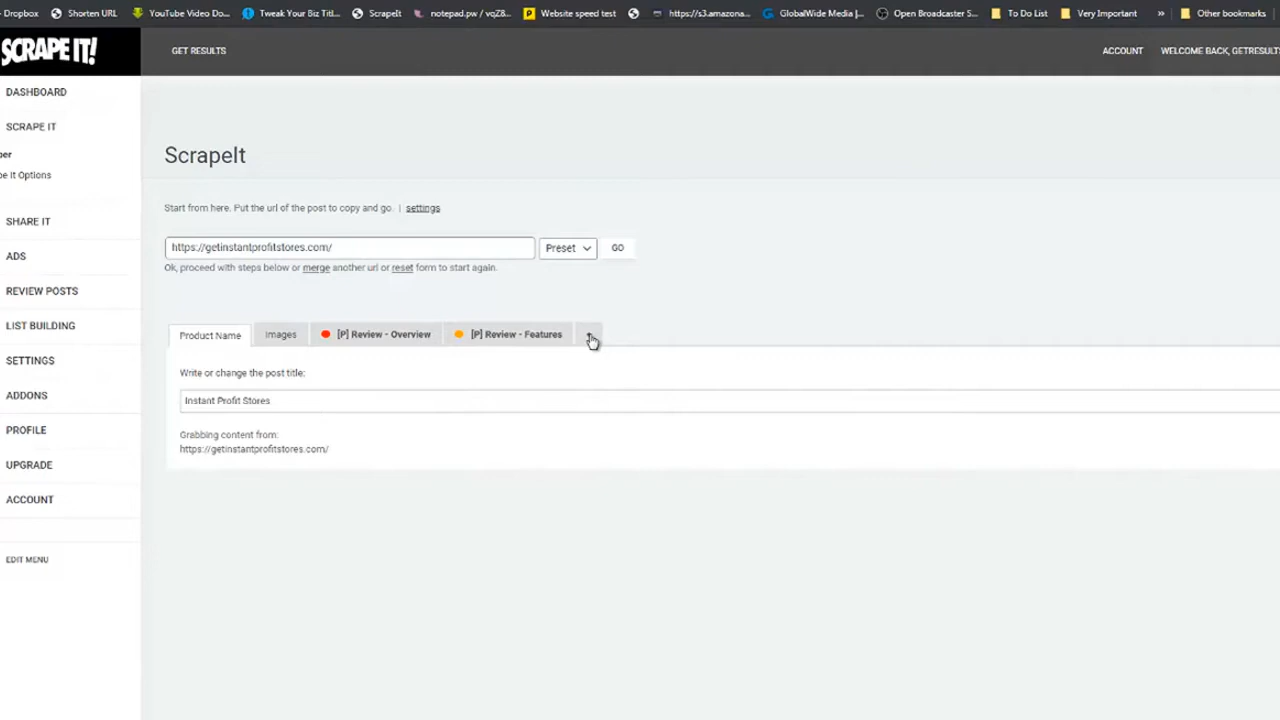 Dropbox Shorten URL YouTube Video Do... Tweak Your Biz Titl... ScrapeIt notepad.pw / vqZ8... Website speed test https://s3.amazona... GlobalWide Media |... Open Broadcaster S... To Do List Very Important » Other bookmarks
SCRAPE IT! GET RESULTS ACCOUNT WELCOME BACK, GETRESULTS
DASHBOARD
SCRAPE IT
per
pe It Options
SHARE IT
ADS
REVIEW POSTS
LIST BUILDING
SETTINGS
ADDONS
PROFILE
UPGRADE
ACCOUNT
EDIT MENU
ScrapeIt
Start from here. Put the url of the post to copy and go. | settings
https://getinstantprofitstores.com/ Preset GO
Ok, proceed with steps below or merge another url or reset form to start again.
Product Name Images [P] Review - Overview [P] Review - Features
Write or change the post title:
Instant Profit Stores
Grabbing content from:
https://getinstantprofitstores.com/